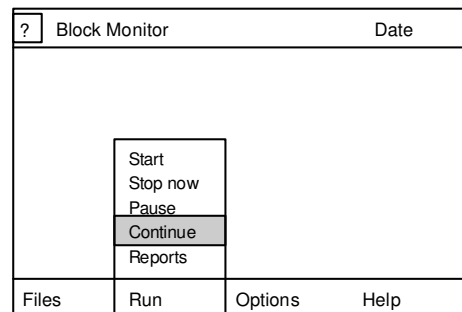 ? Block Monitor Date
Start
Stop now
Pause
Continue
Reports
Files Run Options Help